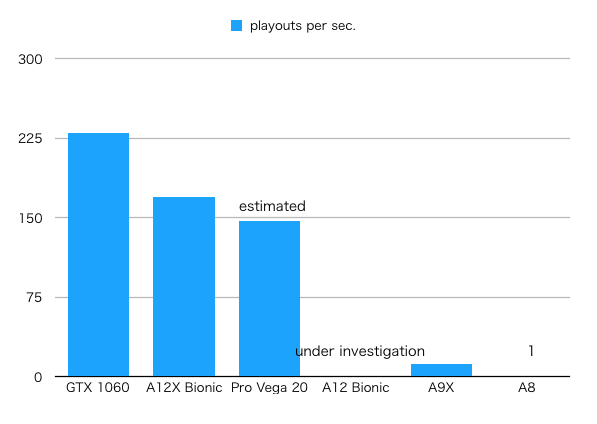 playouts per sec.
300
225
150
75
0
estimated
under investigation
1
GTX 1060 A12X Bionic Pro Vega 20 A12 Bionic A9X A8